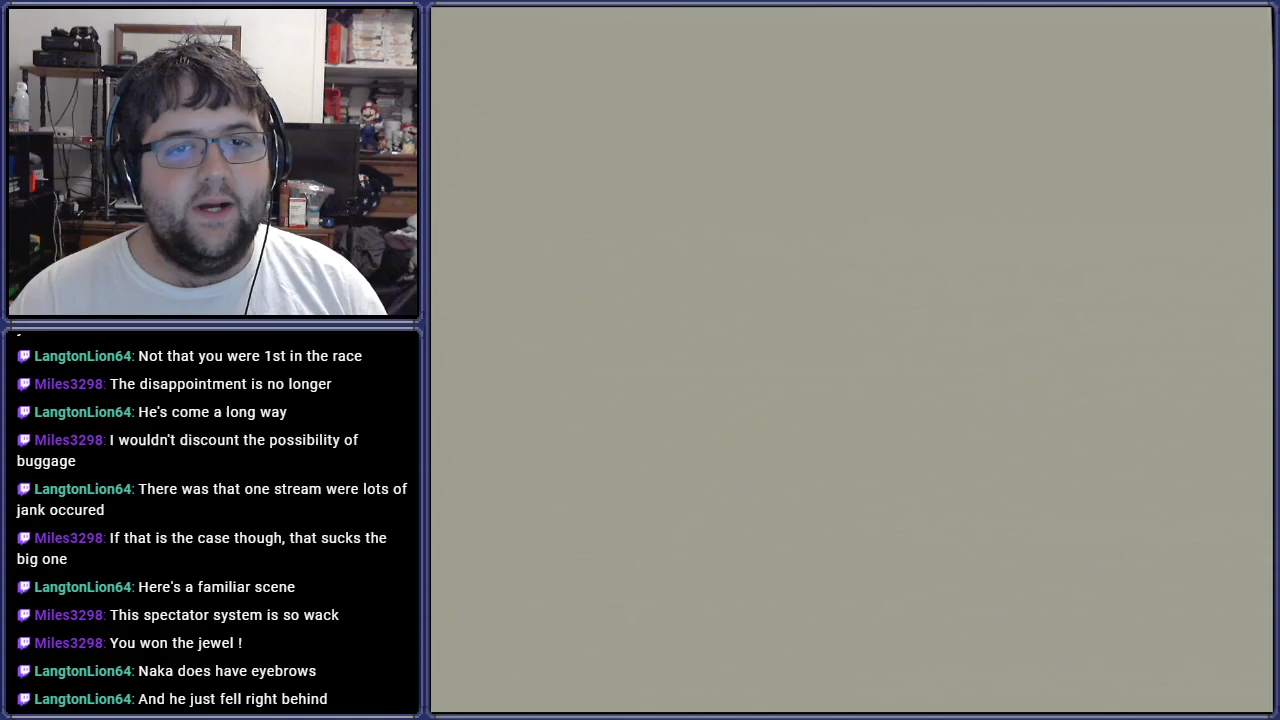 LangtonLion64: Not that you were 1st in the race
Miles3298: The disappointment is no longer
LangtonLion64: He's come a long way
Miles3298: I wouldn't discount the possibility of
buggage
LangtonLion64: There was that one stream were lots of
jank occured
Miles3298: If that is the case though, that sucks the
big one
LangtonLion64: Here's a familiar scene
Miles3298: This spectator system is so wack
Miles3298: You won the jewel !
LangtonLion64: Naka does have eyebrows
LangtonLion64: And he just fell right behind